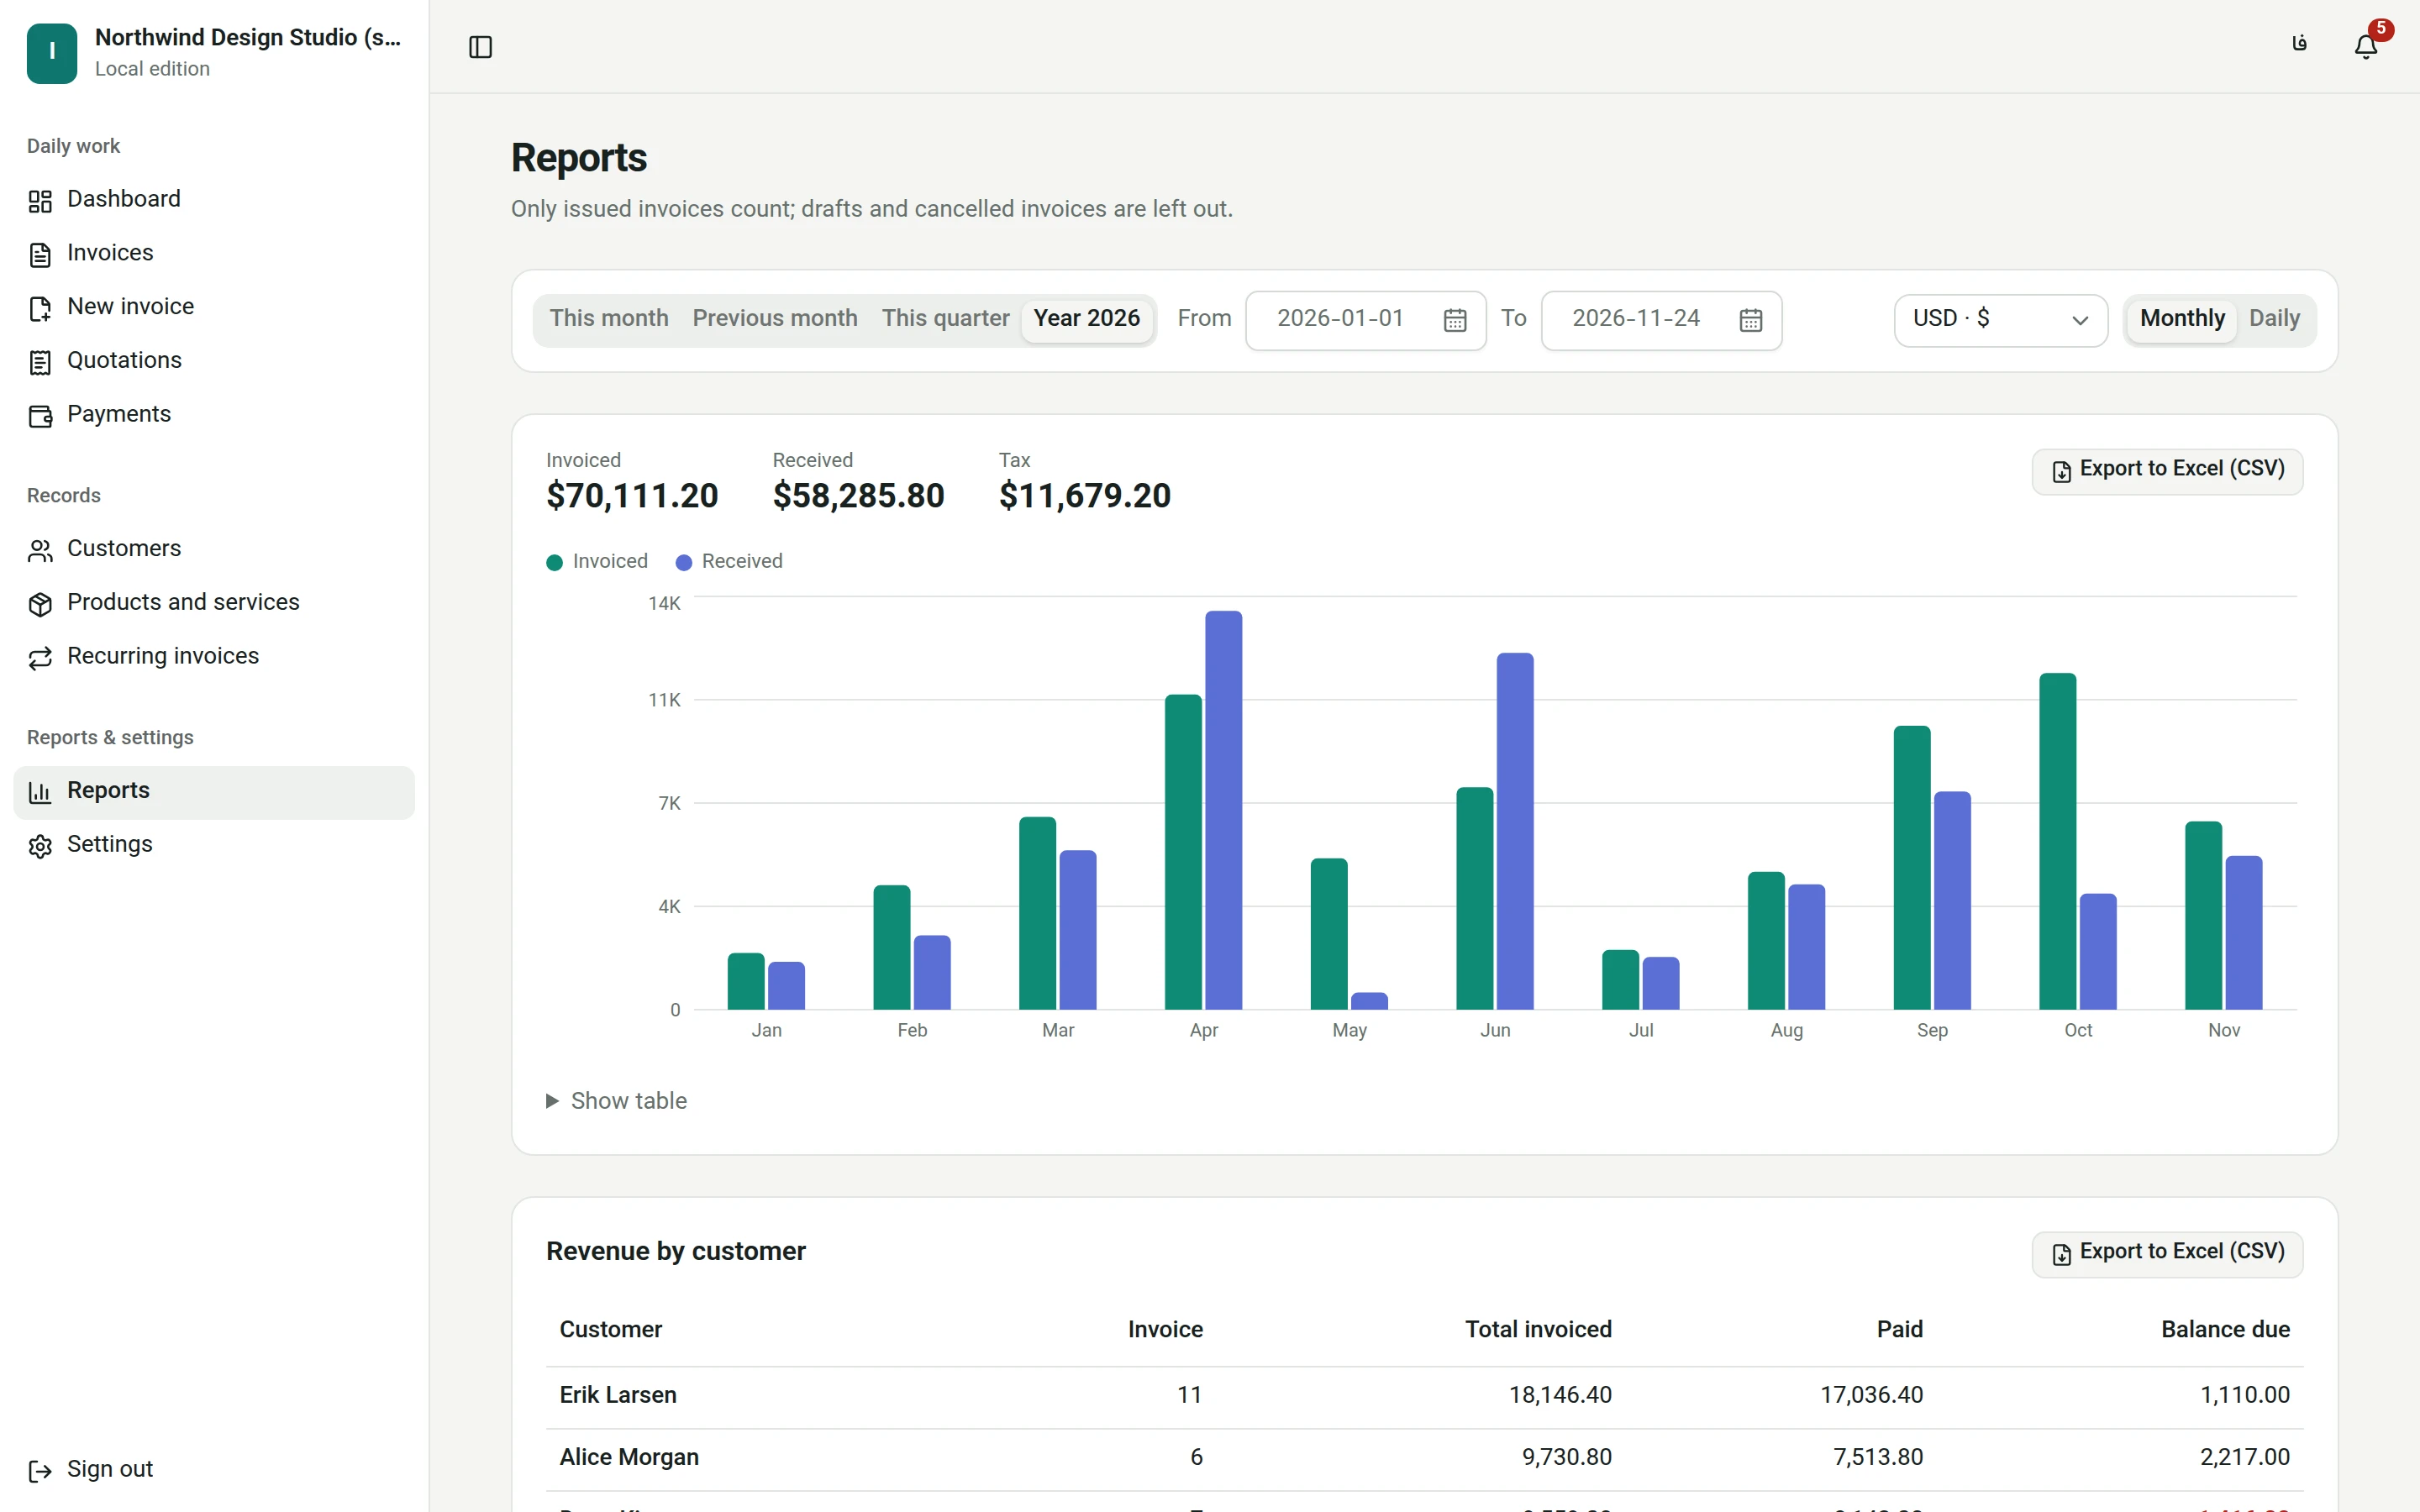 I
Northwind Design Studio (s...
Local edition
فا
5
Daily work
Dashboard
Invoices
New invoice
Quotations
Payments
Records
Customers
Products and services
Recurring invoices
Reports & settings
Reports
Settings
Sign out
Reports
Only issued invoices count; drafts and cancelled invoices are left out.
This month Previous month This quarter Year 2026 From 2026-01-01 To 2026-11-24 USD · $ Monthly Daily
Invoiced Received Tax
$70,111.20 $58,285.80 $11,679.20
Export to Excel (CSV)
Invoiced Received
14K
11K
7K
4K
0
Jan Feb Mar Apr May Jun Jul Aug Sep Oct Nov
Show table
Revenue by customer
Export to Excel (CSV)
Customer Invoice Total invoiced Paid Balance due
Erik Larsen 11 18,146.40 17,036.40 1,110.00
Alice Morgan 6 9,730.80 7,513.80 2,217.00